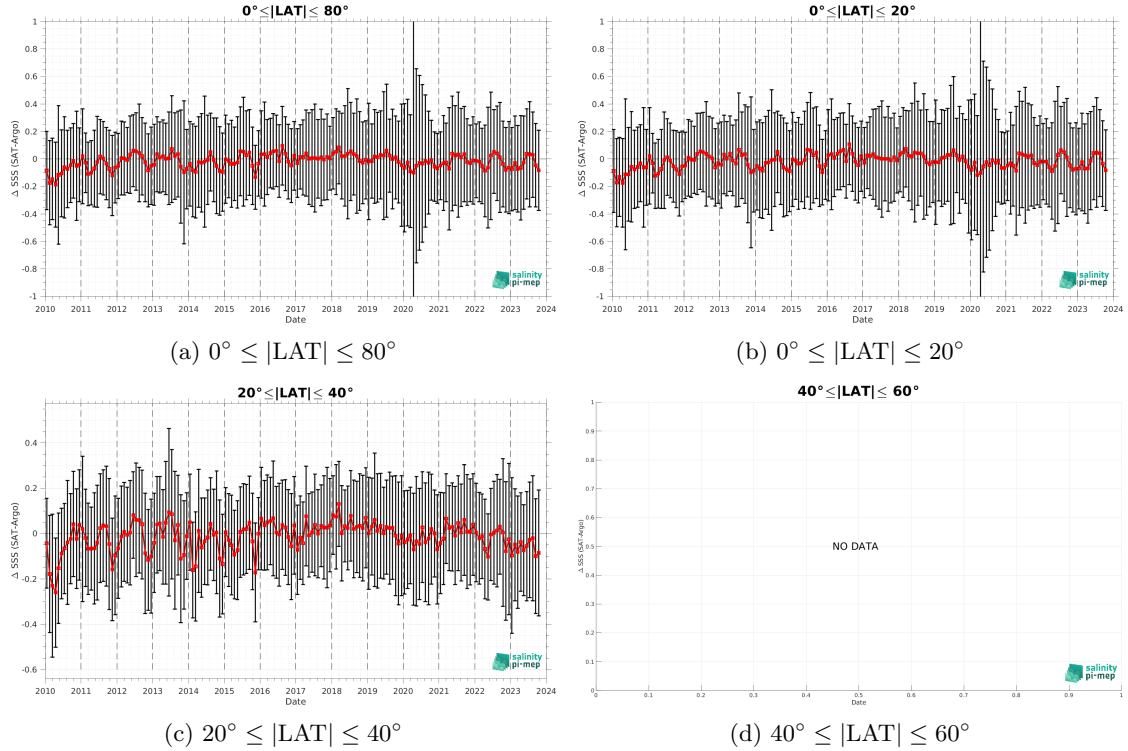 0°≤|LAT|≤ 80°
Δ SSS (SAT-Argo)
1
0.8
0.6
0.4
0.2
0
-0.2
-0.4
-0.6
-0.8
-1
2010 2011 2012 2013 2014 2015 2016 2017 2018 2019 2020 2021 2022 2023 2024
Date
salinity
pi-mep
(a) 0° ≤ |LAT| ≤ 80°
0°≤|LAT|≤ 20°
Δ SSS (SAT-Argo)
1
0.8
0.6
0.4
0.2
0
-0.2
-0.4
-0.6
-0.8
-1
2010 2011 2012 2013 2014 2015 2016 2017 2018 2019 2020 2021 2022 2023 2024
Date
salinity
pi-mep
(b) 0° ≤ |LAT| ≤ 20°
20°≤|LAT|≤ 40°
Δ SSS (SAT-Argo)
0.4
0.2
0
-0.2
-0.4
-0.6
2010 2011 2012 2013 2014 2015 2016 2017 2018 2019 2020 2021 2022 2023 2024
Date
salinity
pi-mep
(c) 20° ≤ |LAT| ≤ 40°
40°≤|LAT|≤ 60°
Δ SSS (SAT-Argo)
1
0.9
0.8
0.7
0.6
0.5
0.4
0.3
0.2
0.1
0
NO DATA
0 0.1 0.2 0.3 0.4 0.5 0.6 0.7 0.8 0.9 1
Date
salinity
pi-mep
(d) 40° ≤ |LAT| ≤ 60°